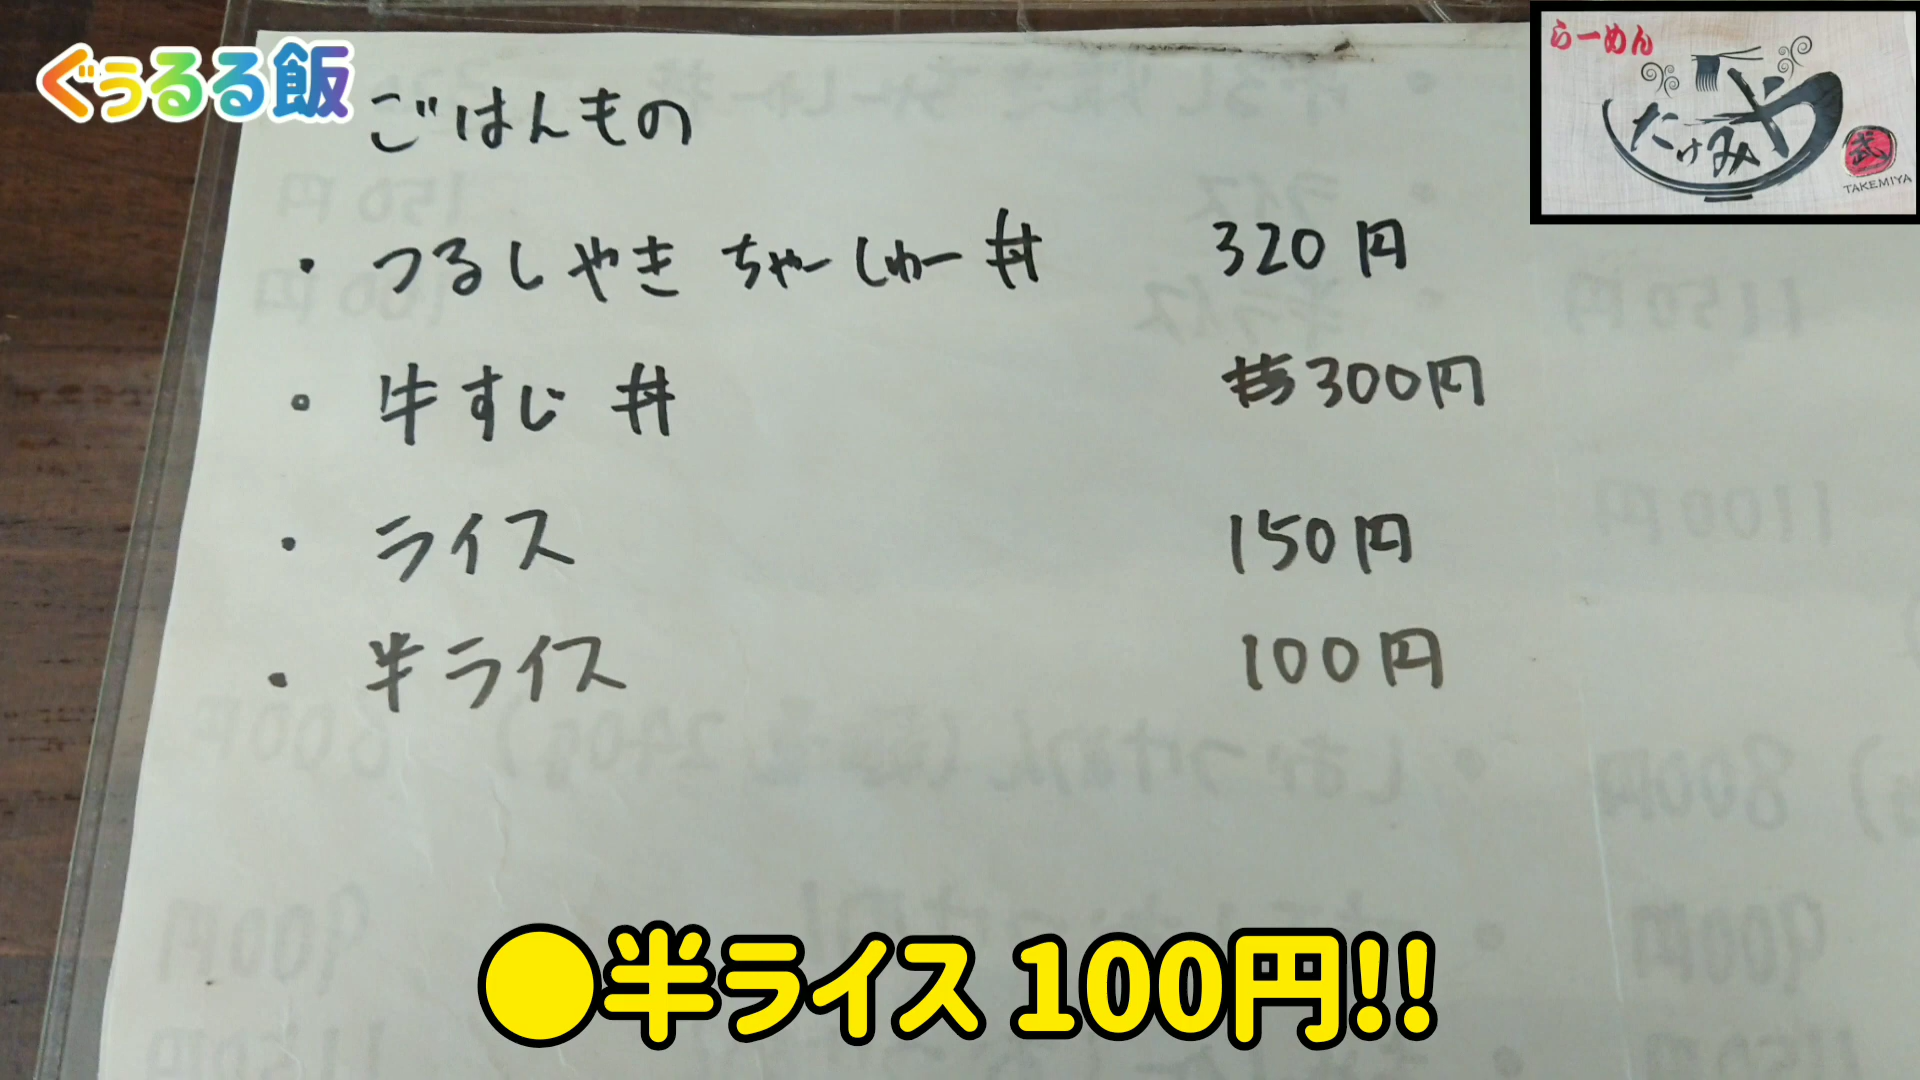 ぐぅるる飯
らーめん
たけみや
武
TAKEMIYA
ごはんもの
・つるしやき ちゃーしゅー丼 320円
・牛すじ丼 300円
・ライス 150円
・半ライス 100円
●半ライス 100円!!